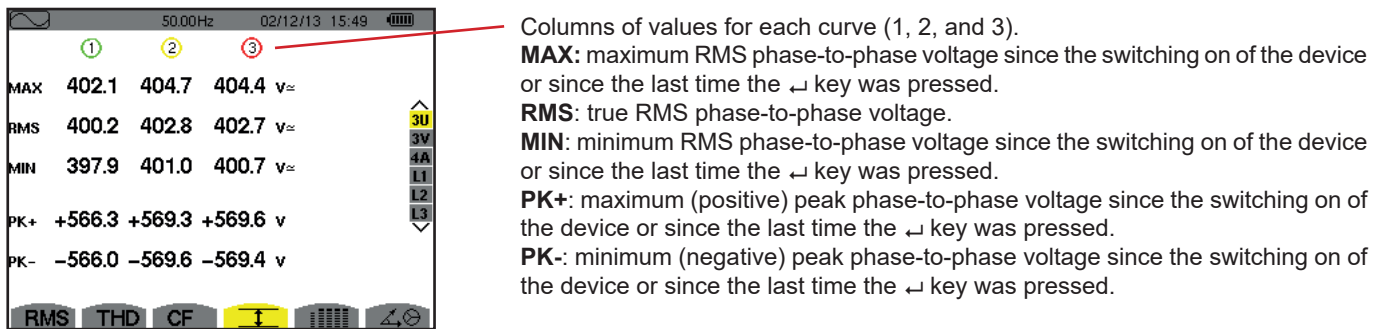 50.00Hz 02/12/13 15:49
1 2 3
MAX 402.1 404.7 404.4 V≃
RMS 400.2 402.8 402.7 V≃
MIN 397.9 401.0 400.7 V≃
PK+ +566.3 +569.3 +569.6 V
PK- -566.0 -569.6 -569.4 V
3U
3V
4A
L1
L2
L3
RMS THD CF
Columns of values for each curve (1, 2, and 3).
MAX: maximum RMS phase-to-phase voltage since the switching on of the device
or since the last time the ↵ key was pressed.
RMS: true RMS phase-to-phase voltage.
MIN: minimum RMS phase-to-phase voltage since the switching on of the device
or since the last time the ↵ key was pressed.
PK+: maximum (positive) peak phase-to-phase voltage since the switching on of
the device or since the last time the ↵ key was pressed.
PK-: minimum (negative) peak phase-to-phase voltage since the switching on of
the device or since the last time the ↵ key was pressed.